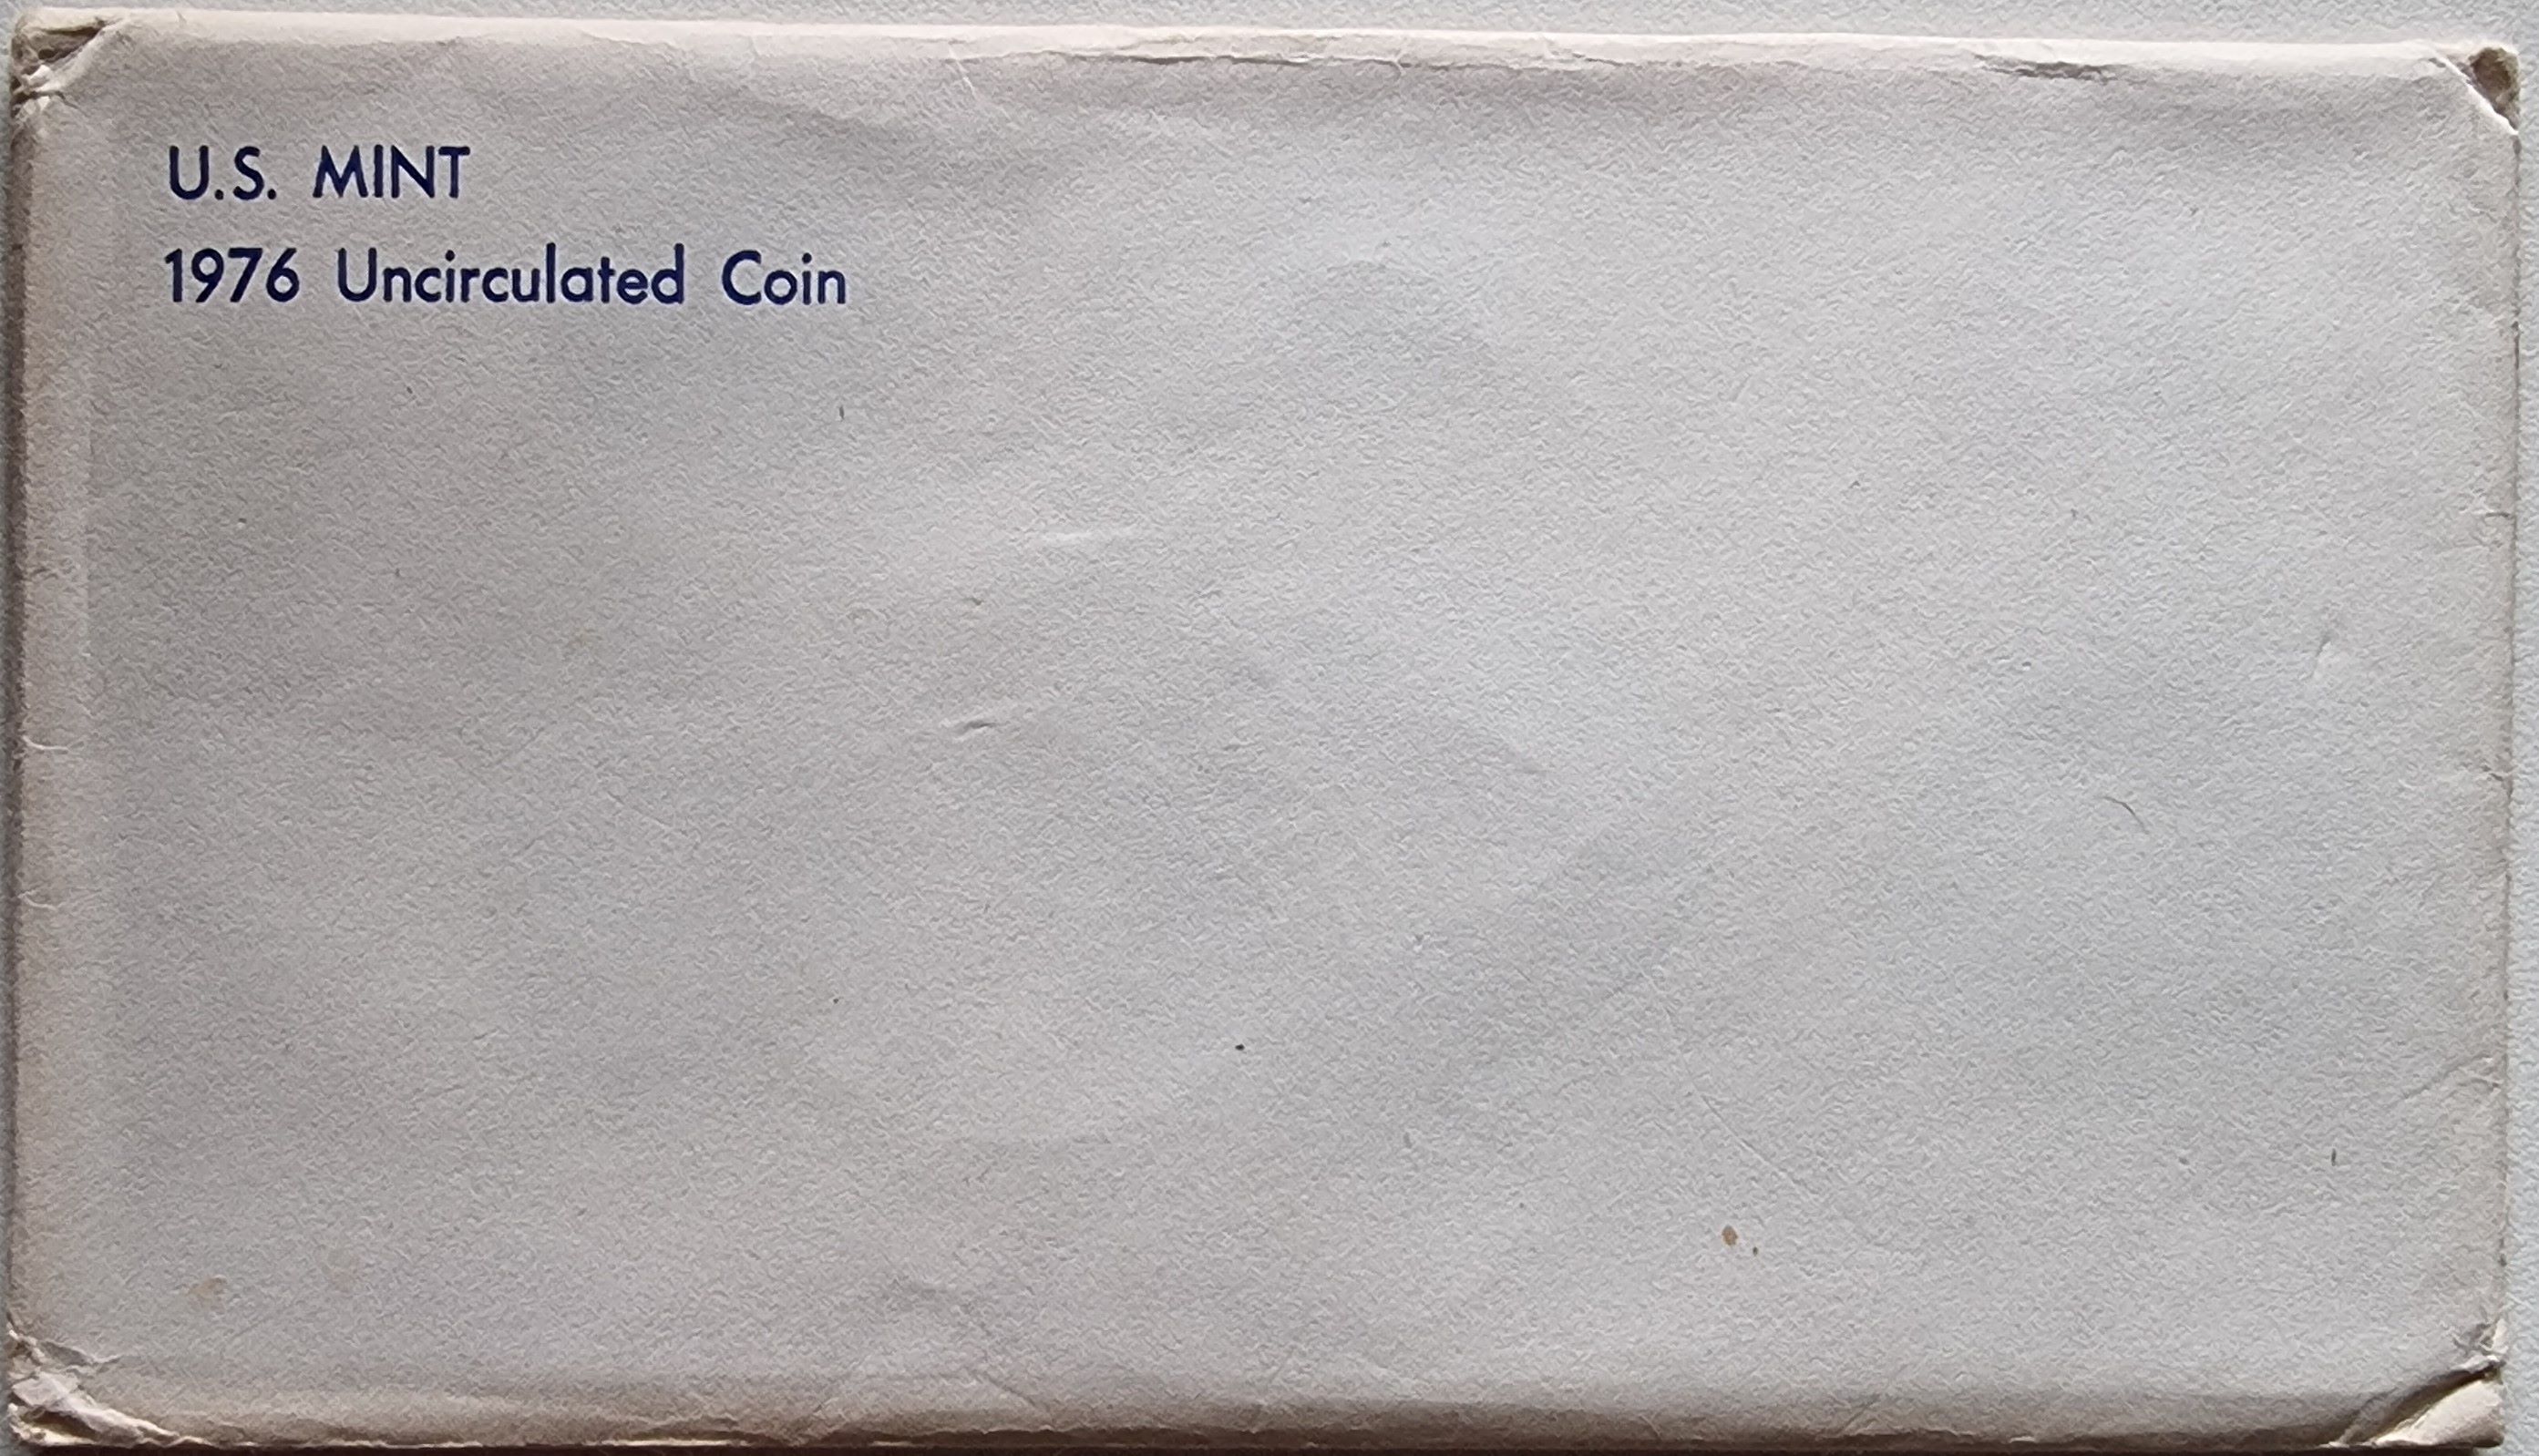 U.S. MINT
1976 Uncirculated Coin